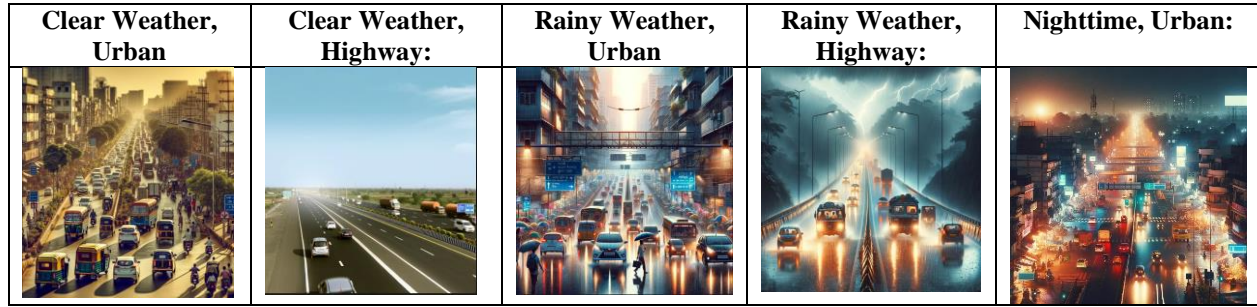 Clear Weather,
Urban
Clear Weather,
Highway:
Rainy Weather,
Urban
Rainy Weather,
Highway:
Nighttime, Urban: